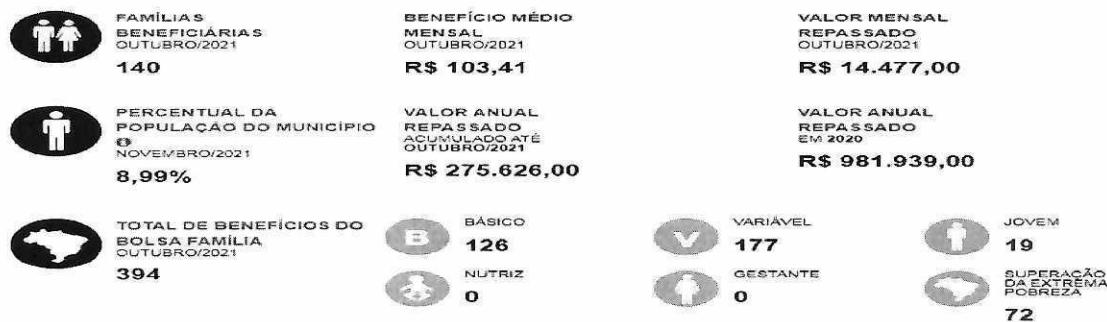 FAMÍLIAS
BENEFICIÁRIAS
OUTUBRO/2021
140
BENEFÍCIO MÉDIO
MENSAL
OUTUBRO/2021
R$ 103,41
VALOR MENSAL
REPASSADO
OUTUBRO/2021
R$ 14.477,00
PERCENTUAL DA
POPULAÇÃO DO MUNICÍPIO
NOVEMBRO/2021
8,99%
VALOR ANUAL
REPASSADO
ACUMULADO ATÉ
OUTUBRO/2021
R$ 275.626,00
VALOR ANUAL
REPASSADO
EM 2020
R$ 981.939,00
TOTAL DE BENEFÍCIOS DO
BOLSA FAMÍLIA
OUTUBRO/2021
394
B
BÁSICO
126
V
VARIÁVEL
177
JOVEM
19
NUTRIZ
0
GESTANTE
0
SUPERAÇÃO
DA EXTREMA
POBREZA
72